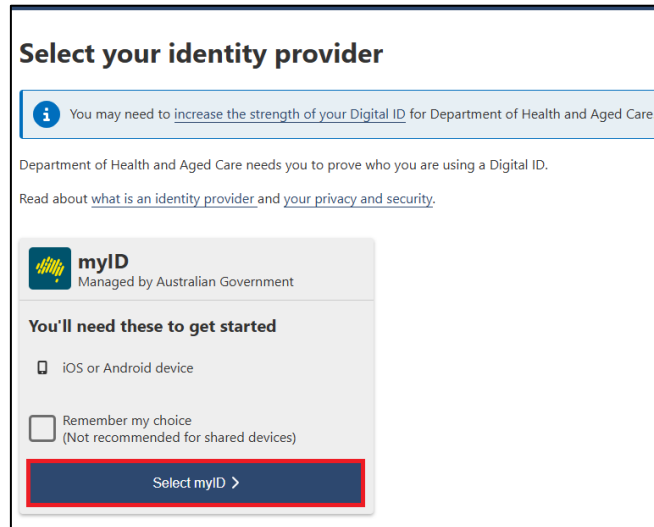 Select your identity provider
You may need to increase the strength of your Digital ID for Department of Health and Aged Care
Department of Health and Aged Care needs you to prove who you are using a Digital ID.
Read about what is an identity provider and your privacy and security.
myID
Managed by Australian Government
You'll need these to get started
iOS or Android device
Remember my choice
(Not recommended for shared devices)
Select myID